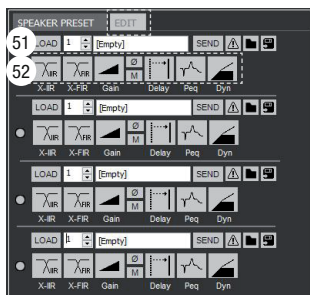 SPEAKER PRESET EDIT
51 LOAD 1 [Empty] SEND
52 X-IIR X-FIR Ø M
X-IIR X-FIR Gain Delay Peq Dyn
LOAD 1 [Empty] SEND
X-IIR X-FIR Ø M
X-IIR X-FIR Gain Delay Peq Dyn
LOAD 1 [Empty] SEND
X-IIR X-FIR Ø M
X-IIR X-FIR Gain Delay Peq Dyn
LOAD 1 [Empty] SEND
X-IIR X-FIR Ø M
X-IIR X-FIR Gain Delay Peq Dyn